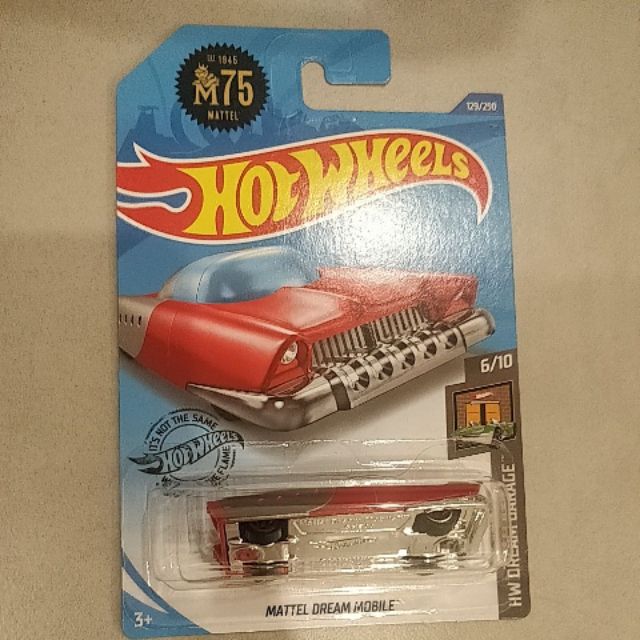 EST. 1945
M75
MATTEL
129/250
HOT WHEELS
6/10
IT'S NOT THE SAME
HOT WHEELS
HW DREAM GARAGE
MATTEL DREAM MOBILE
3+